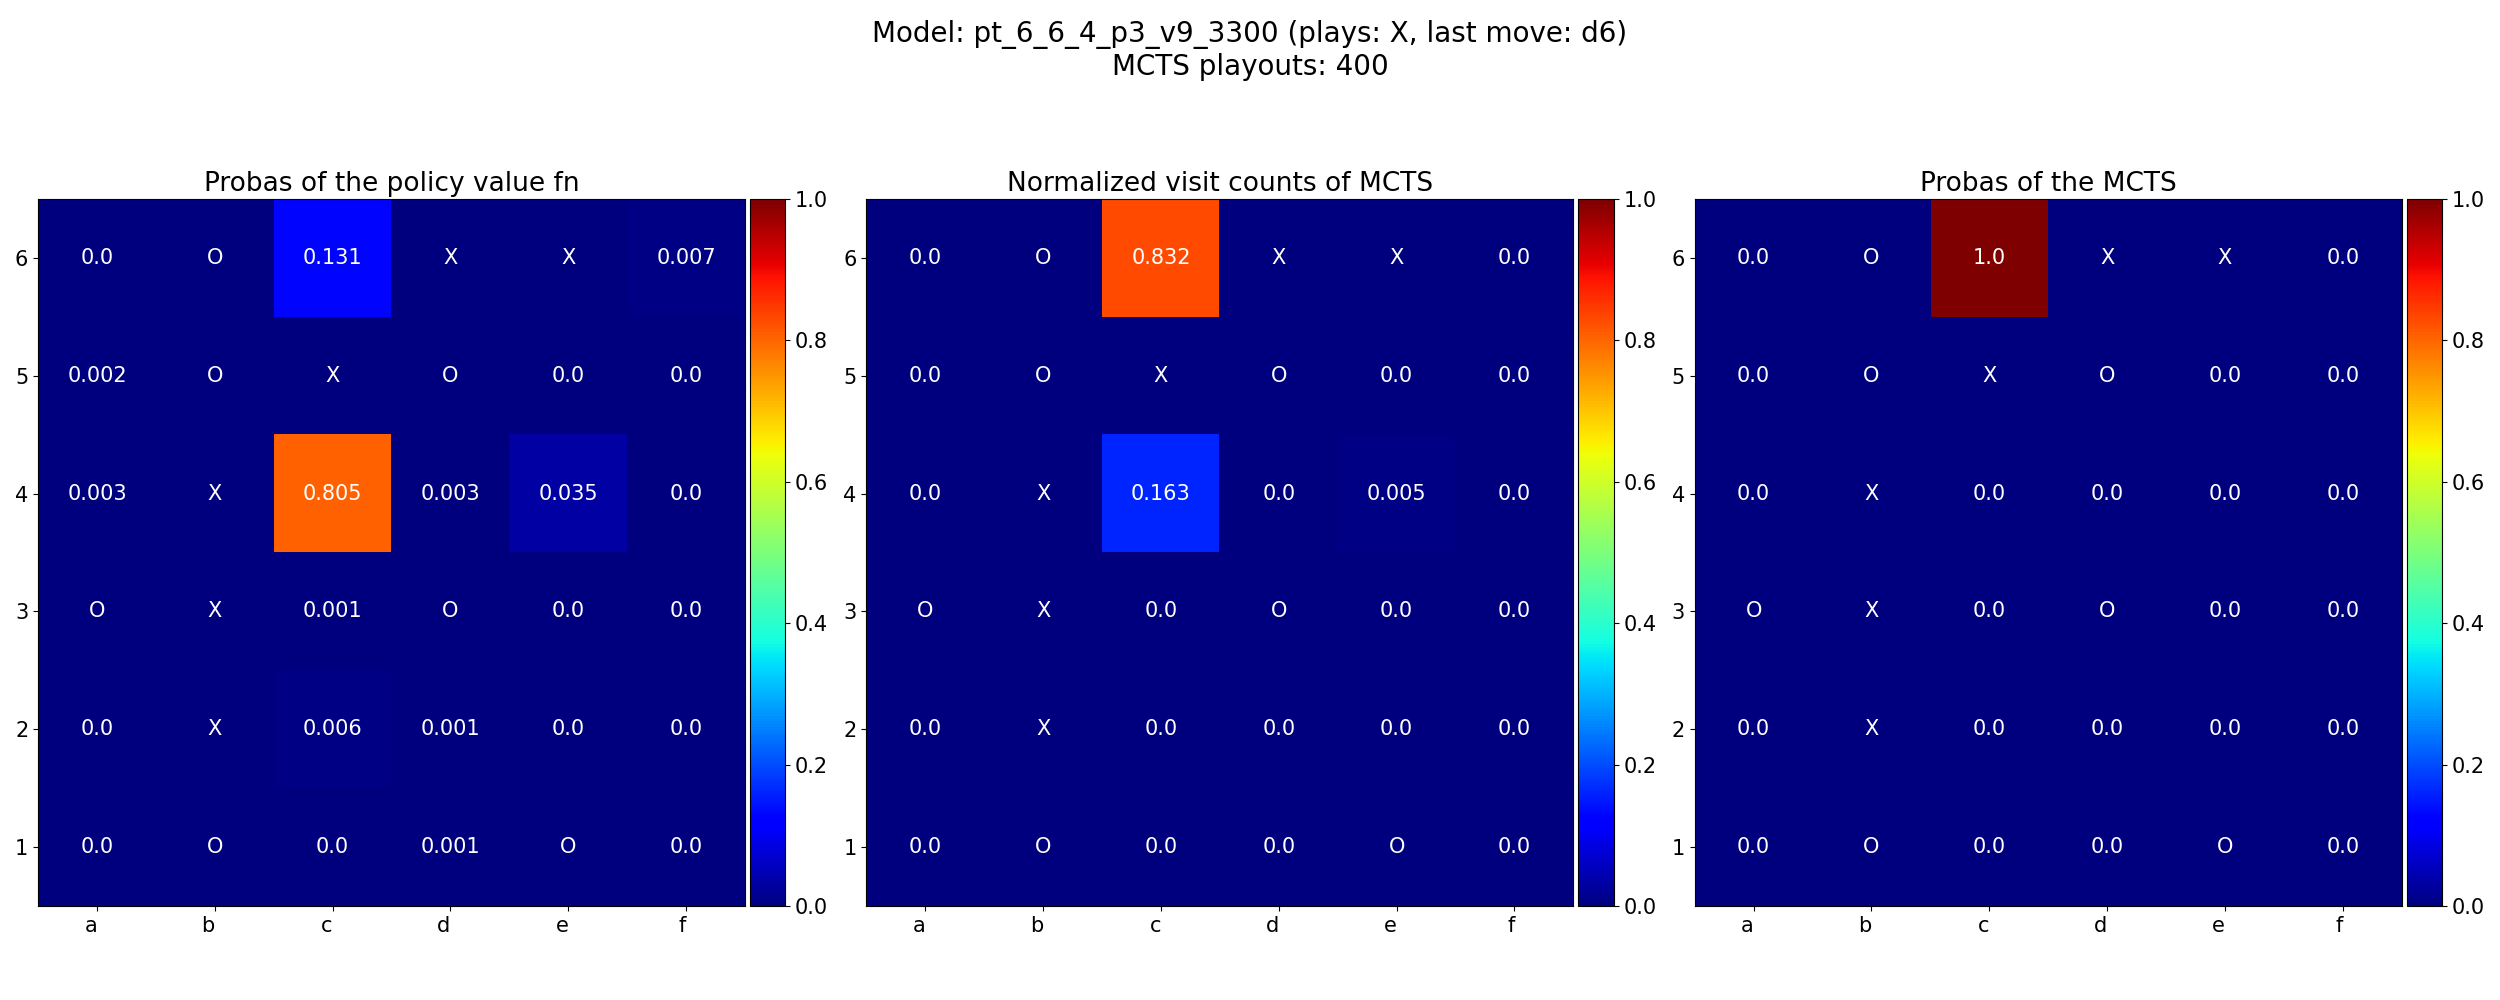 Model: pt_6_6_4_p3_v9_3300 (plays: X, last move: d6)
MCTS playouts: 400
Probas of the policy value fn
6 0.0 O 0.131 X X 0.007
5 0.002 O X O 0.0 0.0
4 0.003 X 0.805 0.003 0.035 0.0
3 O X 0.001 O 0.0 0.0
2 0.0 X 0.006 0.001 0.0 0.0
1 0.0 O 0.0 0.001 O 0.0
a b c d e f
1.0
0.8
0.6
0.4
0.2
0.0
Normalized visit counts of MCTS
6 0.0 O 0.832 X X 0.0
5 0.0 O X O 0.0 0.0
4 0.0 X 0.163 0.0 0.005 0.0
3 O X 0.0 O 0.0 0.0
2 0.0 X 0.0 0.0 0.0 0.0
1 0.0 O 0.0 0.0 O 0.0
a b c d e f
1.0
0.8
0.6
0.4
0.2
0.0
Probas of the MCTS
6 0.0 O 1.0 X X 0.0
5 0.0 O X O 0.0 0.0
4 0.0 X 0.0 0.0 0.0 0.0
3 O X 0.0 O 0.0 0.0
2 0.0 X 0.0 0.0 0.0 0.0
1 0.0 O 0.0 0.0 O 0.0
a b c d e f
1.0
0.8
0.6
0.4
0.2
0.0